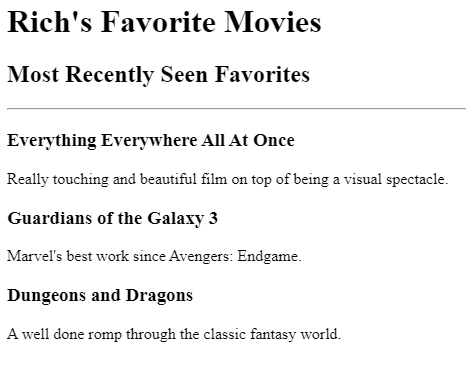 Rich's Favorite Movies
Most Recently Seen Favorites
Everything Everywhere All At Once
Really touching and beautiful film on top of being a visual spectacle.
Guardians of the Galaxy 3
Marvel's best work since Avengers: Endgame.
Dungeons and Dragons
A well done romp through the classic fantasy world.